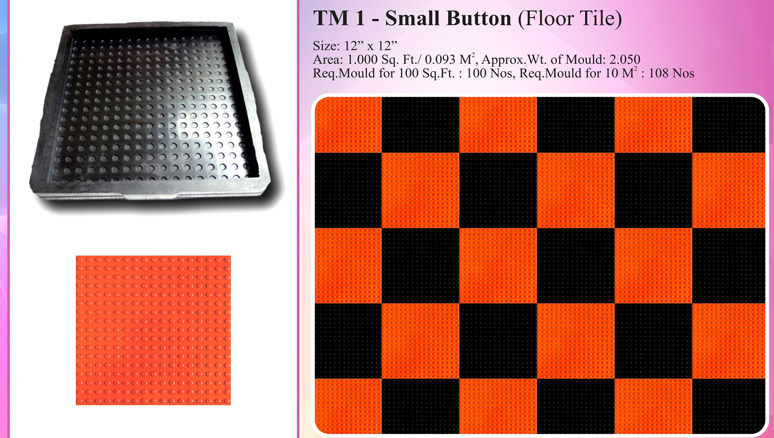 TM 1 - Small Button (Floor Tile)
Size: 12” x 12”
Area: 1.000 Sq. Ft./ 0.093 M², Approx.Wt. of Mould: 2.050
Req.Mould for 100 Sq.Ft. : 100 Nos, Req.Mould for 10 M² : 108 Nos